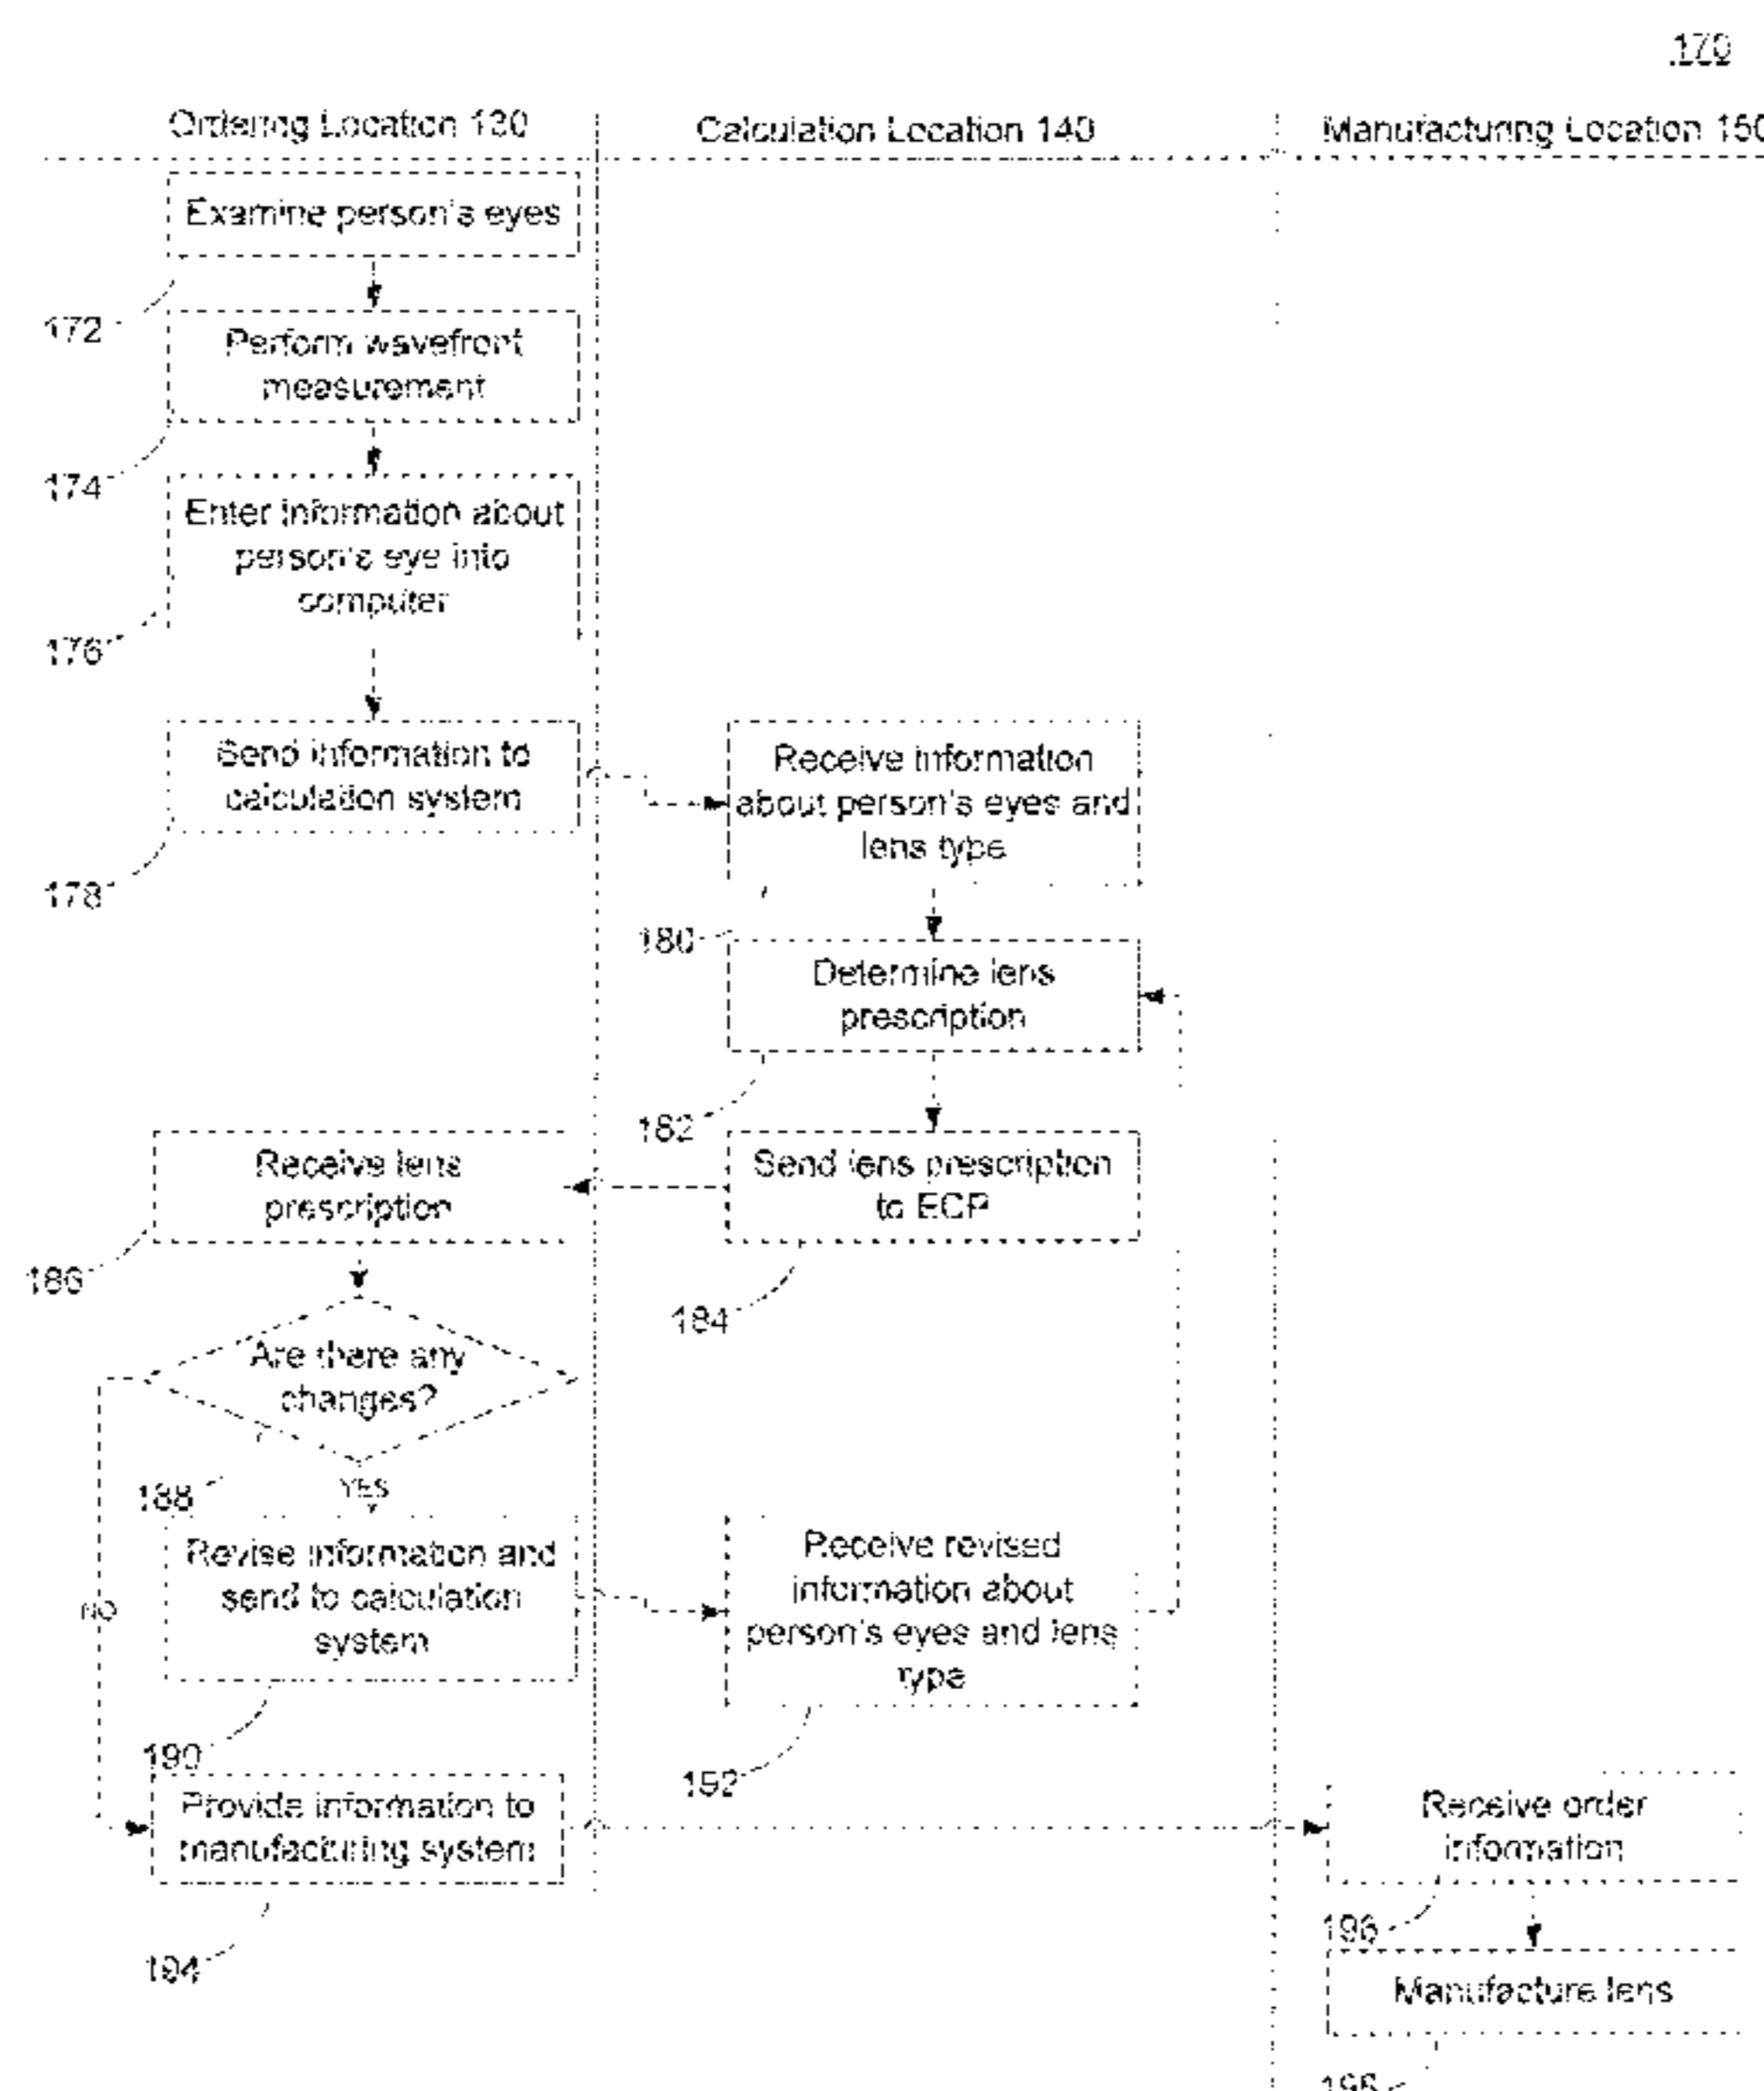 170
Ordering Location 130
Calculation Location 140
Manufacturing Location 150
Examine person's eyes
172
Perform wavefront
measurement
174
Enter information about
person's eye into
computer
176
Send information to
calculation system
178
Receive information
about person's eyes and
lens type
180
Determine lens
prescription
182
Send lens prescription
to ECP
184
Receive lens
prescription
186
Are there any
changes?
188
YES
NO
Revise information and
send to calculation
system
190
Receive revised
information about
person's eyes and lens
type
192
Provide information to
manufacturing system
194
Receive order
information
196
Manufacture lens